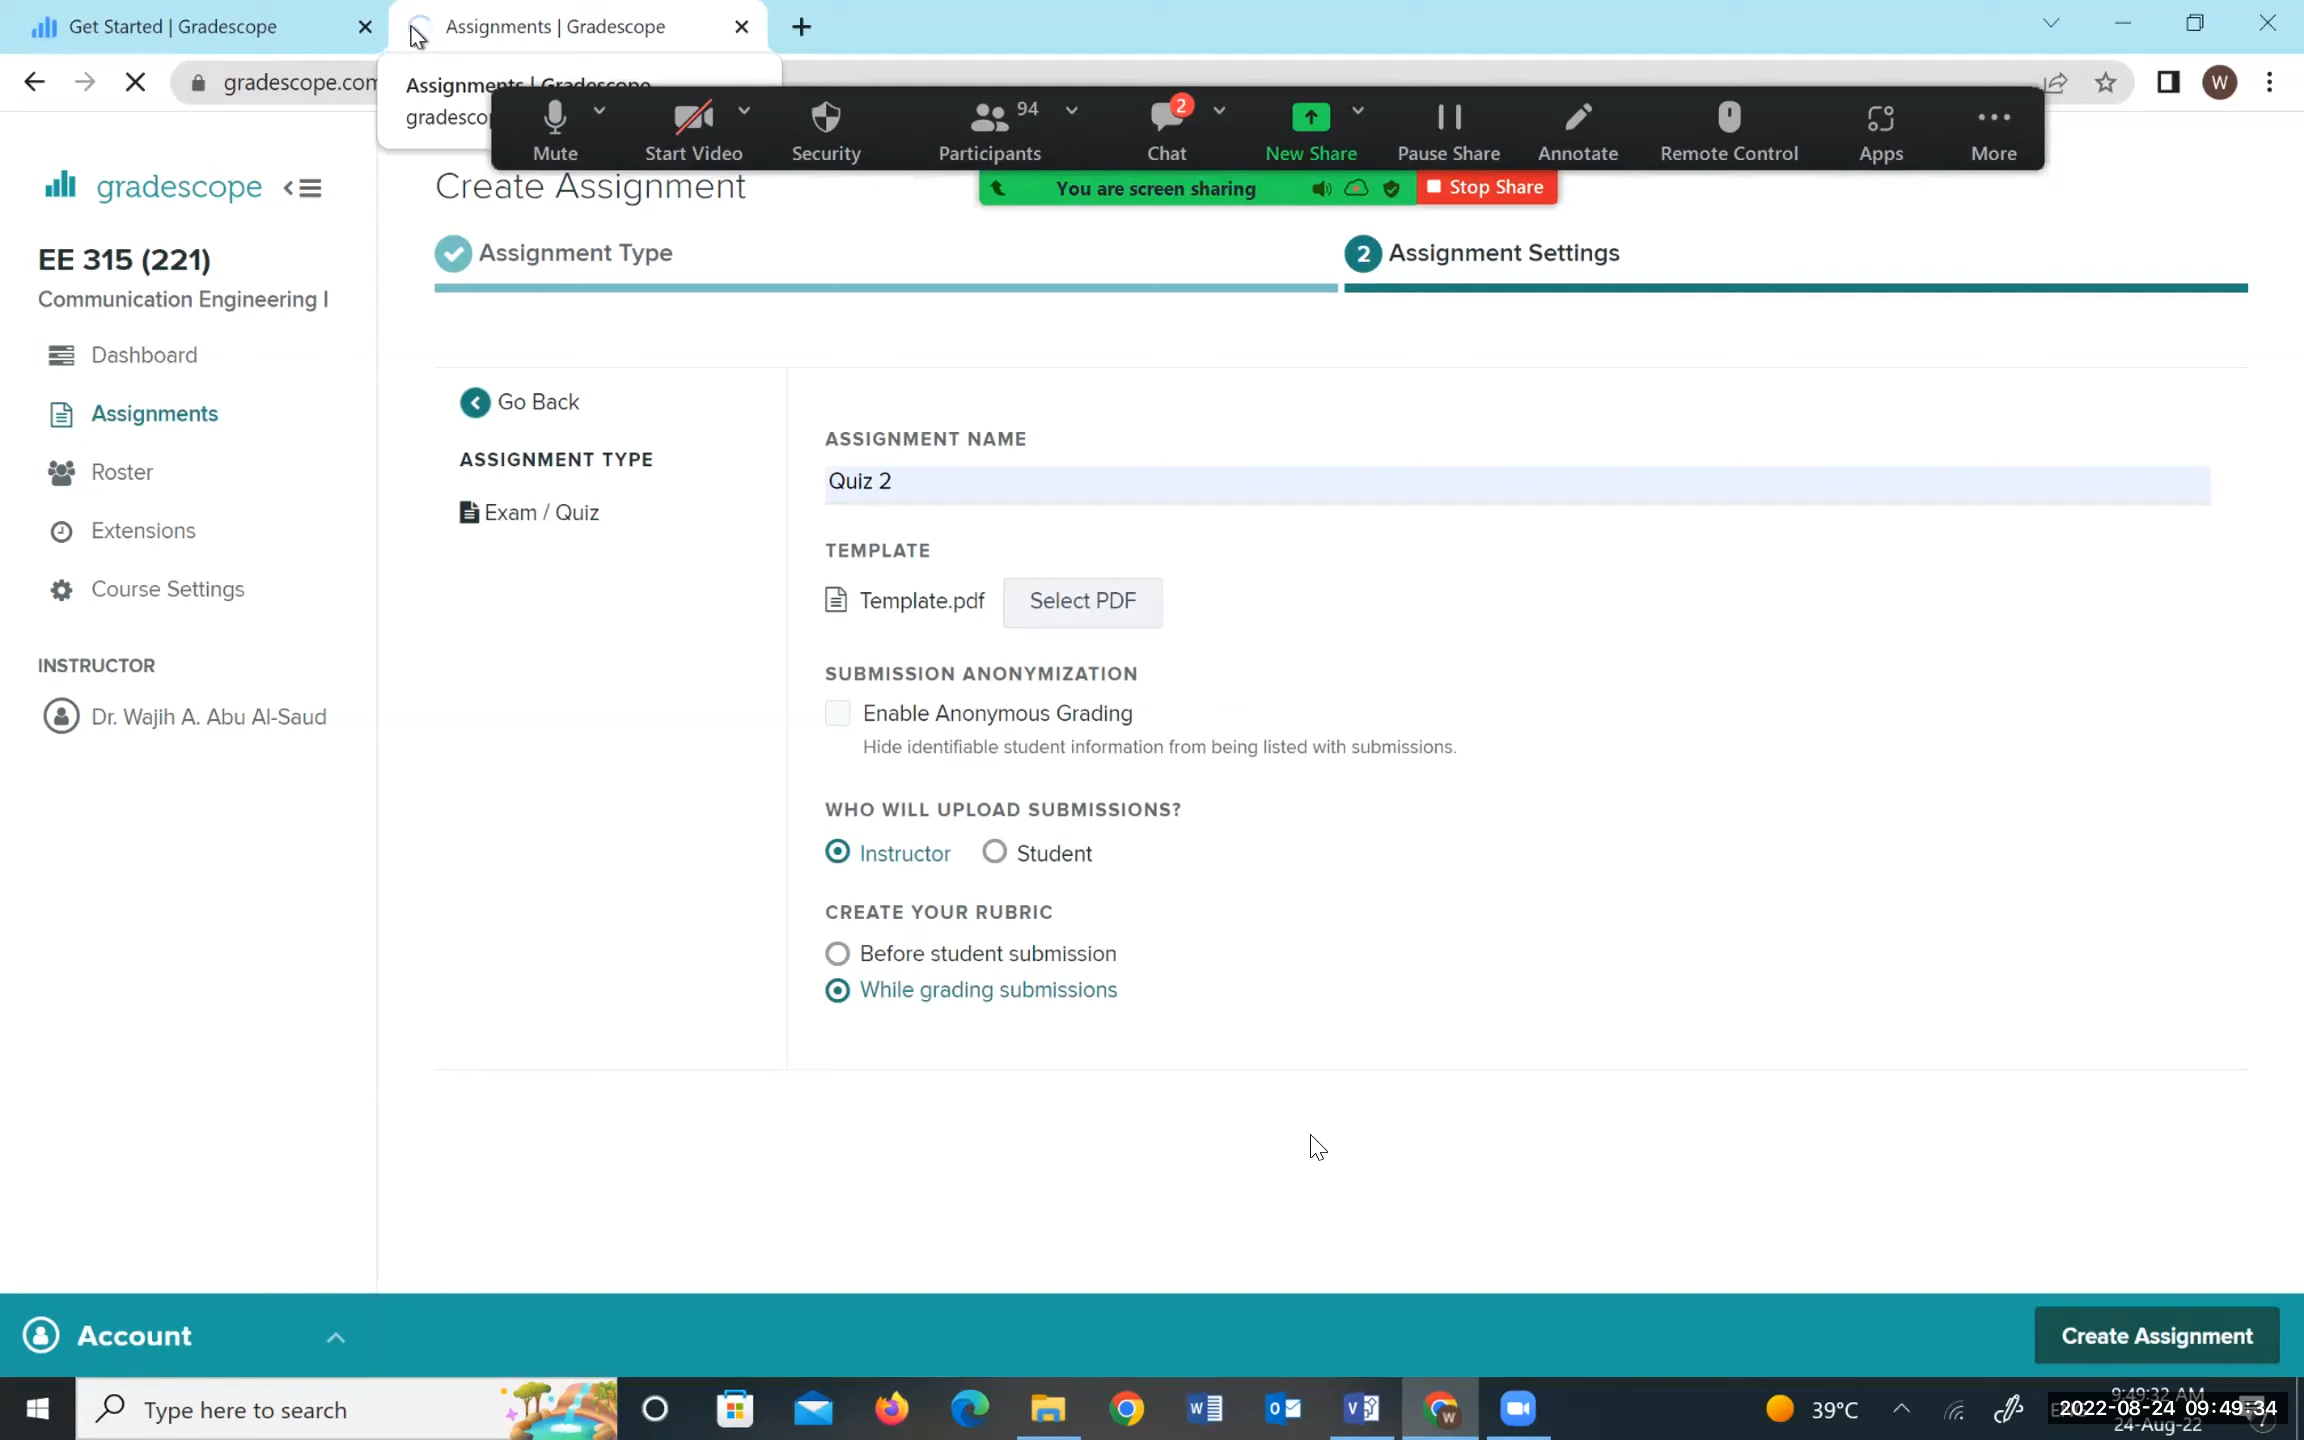 Get Started | Gradescope
Assignments | Gradescope
gradescope.com
Assignments | Gradescope
Mute
Start Video
Security
94
Participants
2
Chat
New Share
Pause Share
Annotate
Remote Control
Apps
More
W
You are screen sharing
Stop Share
gradescope
Create Assignment
EE 315 (221)
Communication Engineering I
Dashboard
Assignments
Roster
Extensions
Course Settings
INSTRUCTOR
Dr. Wajih A. Abu Al-Saud
Assignment Type
2 Assignment Settings
Go Back
ASSIGNMENT TYPE
Exam / Quiz
ASSIGNMENT NAME
Quiz 2
TEMPLATE
Template.pdf
Select PDF
SUBMISSION ANONYMIZATION
Enable Anonymous Grading
Hide identifiable student information from being listed with submissions.
WHO WILL UPLOAD SUBMISSIONS?
Instructor
Student
CREATE YOUR RUBRIC
Before student submission
While grading submissions
Account
Create Assignment
Type here to search
39°C
9:49:32 AM
2022-08-24 09:49:34
24-Aug-22